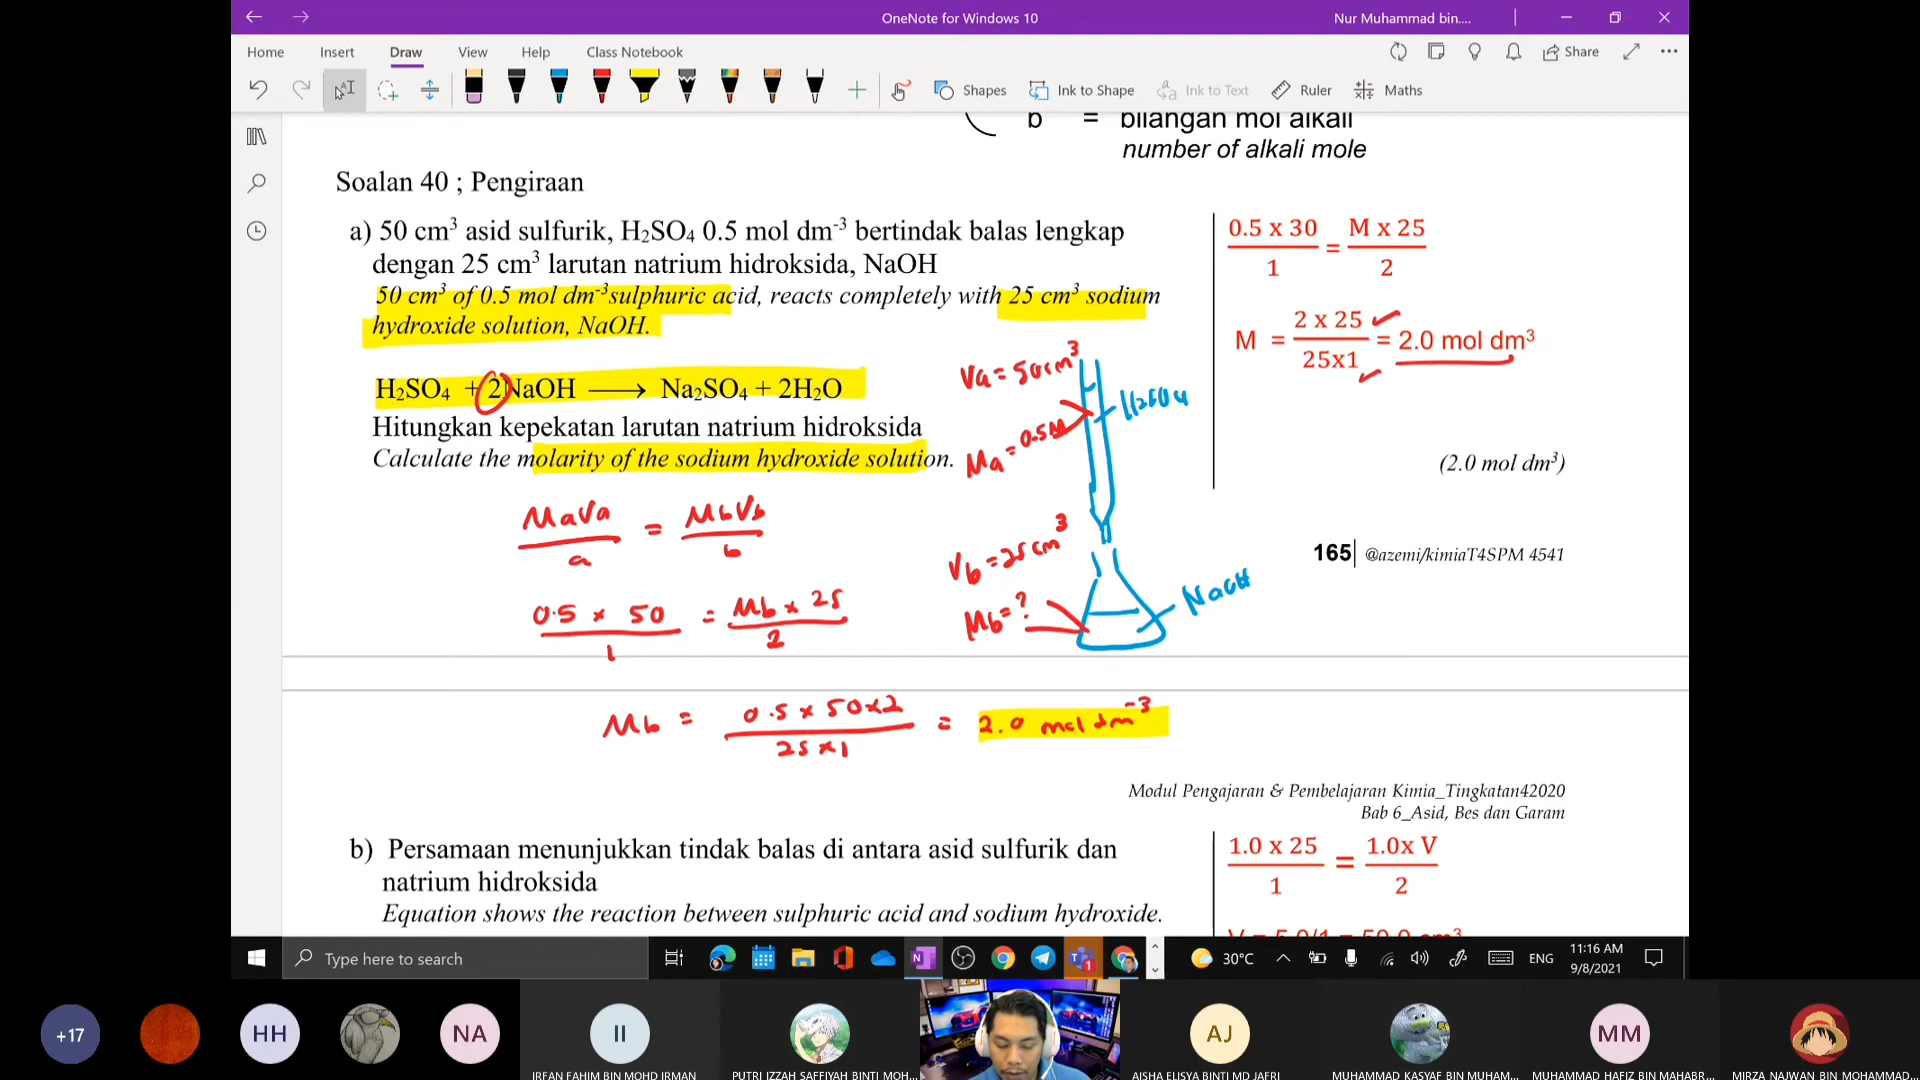 OneNote for Windows 10
Nur Muhammad bin....
Home Insert Draw View Help Class Notebook Share
Shapes Ink to Shape Ink to Text Ruler Maths
b = bilangan mol alkali
number of alkali mole
Soalan 40 ; Pengiraan
a) 50 cm³ asid sulfurik, H₂SO₄ 0.5 mol dm⁻³ bertindak balas lengkap
dengan 25 cm³ larutan natrium hidroksida, NaOH
50 cm³ of 0.5 mol dm⁻³sulphuric acid, reacts completely with 25 cm³ sodium
hydroxide solution, NaOH.
H₂SO₄ + 2NaOH ⟶ Na₂SO₄ + 2H₂O
Hitungkan kepekatan larutan natrium hidroksida
Calculate the molarity of the sodium hydroxide solution.
MaVa = MbVb
a b
0.5 × 50 = Mb × 25
1 2
Mb = 0.5 × 50×2 = 2.0 mol dm⁻³
25 ×1
Va = 50cm³
H2SO4
Ma = 0.5M
Vb = 25cm³
Mb = ?
NaOH
0.5 x 30 = M x 25
1 2
M = 2 x 25 = 2.0 mol dm³
25x1
(2.0 mol dm³)
165| @azemi/kimiaT4SPM 4541
Modul Pengajaran & Pembelajaran Kimia_Tingkatan42020
Bab 6_Asid, Bes dan Garam
b) Persamaan menunjukkan tindak balas di antara asid sulfurik dan
natrium hidroksida
Equation shows the reaction between sulphuric acid and sodium hydroxide.
1.0 x 25 = 1.0x V
1 2
Type here to search
30°C
ENG
11:16 AM
9/8/2021
+17
HH
NA
II
AJ
MM
IRFAN FAHIM BIN MOHD IRMAN
PUTRI IZZAH SAFFIYAH BINTI MOH...
AISHA ELISYA BINTI MD JAFRI
MUHAMMAD KASYAF BIN MUHAM...
MUHAMMAD HAFIZ BIN MAHABR...
MIRZA NAJWAN BIN MOHAMMAD...